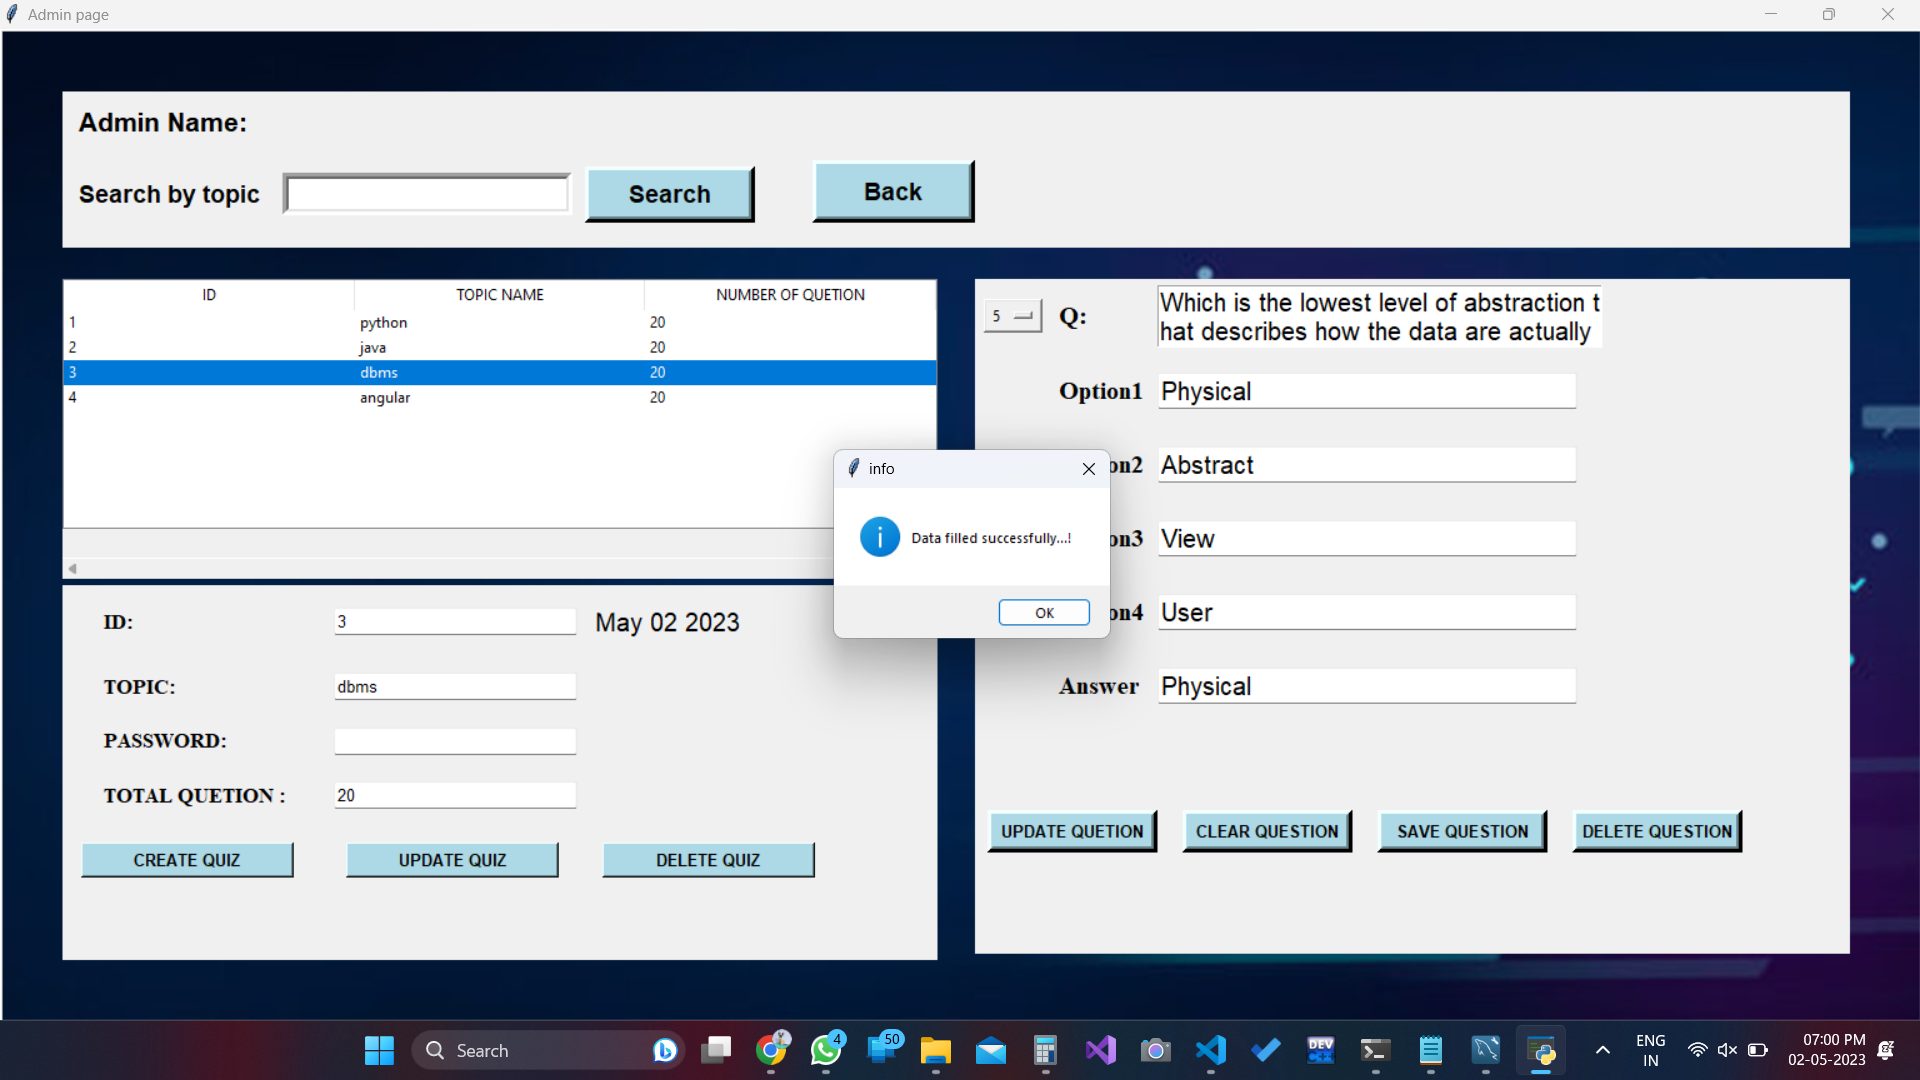 Admin page
Admin Name:
Search by topic
Search
Back
ID TOPIC NAME NUMBER OF QUETION
1 python 20
2 java 20
3 dbms 20
4 angular 20
5
Q:
Which is the lowest level of abstraction t
hat describes how the data are actually
Option1 Physical
on2 Abstract
on3 View
on4 User
Answer Physical
info
Data filled successfully...!
OK
ID: 3 May 02 2023
TOPIC: dbms
PASSWORD:
TOTAL QUETION : 20
CREATE QUIZ UPDATE QUIZ DELETE QUIZ
UPDATE QUETION CLEAR QUESTION SAVE QUESTION DELETE QUESTION
Search
4
50
DEV
ENG
IN
07:00 PM
02-05-2023